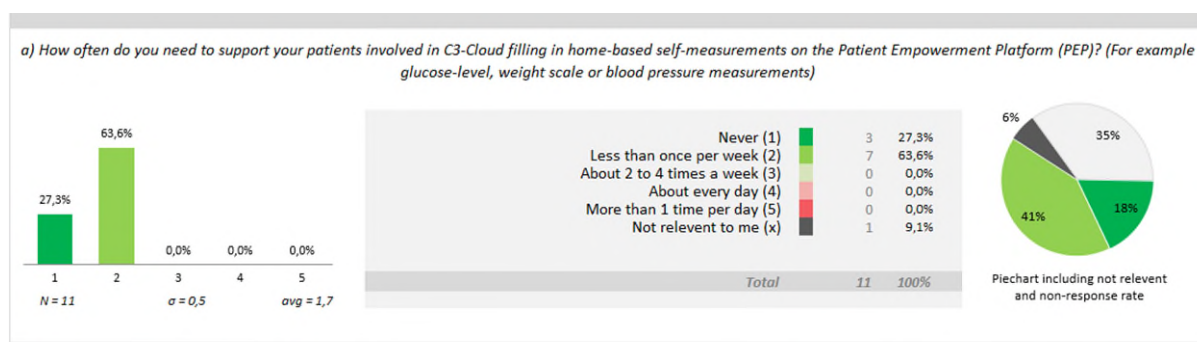 a) How often do you need to support your patients involved in C3-Cloud filling in home-based self-measurements on the Patient Empowerment Platform (PEP)? (For example
glucose-level, weight scale or blood pressure measurements)
63,6%
27,3%
0,0% 0,0% 0,0%
1 2 3 4 5
N = 11 σ = 0,5 avg = 1,7
Never (1) 3 27,3%
Less than once per week (2) 7 63,6%
About 2 to 4 times a week (3) 0 0,0%
About every day (4) 0 0,0%
More than 1 time per day (5) 0 0,0%
Not relevent to me (x) 1 9,1%
Total 11 100%
6%
35%
41%
18%
Piechart including not relevent
and non-response rate